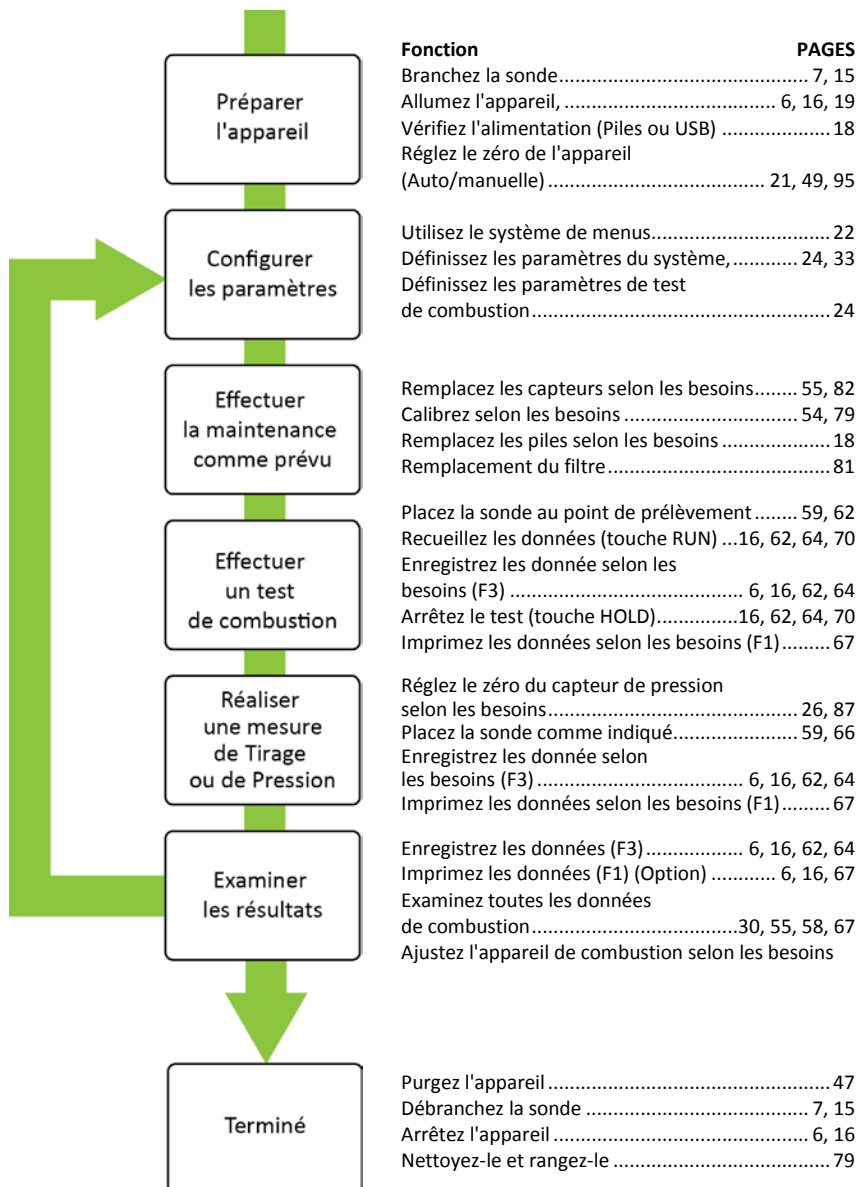 Préparer
l'appareil
Fonction PAGES
Branchez la sonde............................................ 7, 15
Allumez l'appareil, ..................................... 6, 16, 19
Vérifiez l'alimentation (Piles ou USB) ................... 18
Réglez le zéro de l'appareil
(Auto/manuelle) ...................................... 21, 49, 95
Configurer
les paramètres
Utilisez le système de menus............................... 22
Définissez les paramètres du système,........... 24, 33
Définissez les paramètres de test
de combustion..................................................... 24
Effectuer
la maintenance
comme prévu
Remplacez les capteurs selon les besoins........ 55, 82
Calibrez selon les besoins ................................ 54, 79
Remplacez les piles selon les besoins ................... 18
Remplacement du filtre....................................... 81
Effectuer
un test
de combustion
Placez la sonde au point de prélèvement ........ 59, 62
Recueillez les données (touche RUN) ...16, 62, 64, 70
Enregistrez les donnée selon les
besoins (F3) ......................................... 6, 16, 62, 64
Arrêtez le test (touche HOLD)...............16, 62, 64, 70
Imprimez les données selon les besoins (F1)......... 67
Réaliser
une mesure
de Tirage
ou de Pression
Réglez le zéro du capteur de pression
selon les besoins............................................ 26, 87
Placez la sonde comme indiqué...................... 59, 66
Enregistrez les donnée selon
les besoins (F3) .................................... 6, 16, 62, 64
Imprimez les données selon les besoins (F1)......... 67
Examiner
les résultats
Enregistrez les données (F3)................... 6, 16, 62, 64
Imprimez les données (F1) (Option) ............ 6, 16, 67
Examinez toutes les données
de combustion.....................................30, 55, 58, 67
Ajustez l'appareil de combustion selon les besoins
Terminé
Purgez l'appareil ................................................. 47
Débranchez la sonde ........................................ 7, 15
Arrêtez l'appareil .............................................. 6, 16
Nettoyez-le et rangez-le ...................................... 79